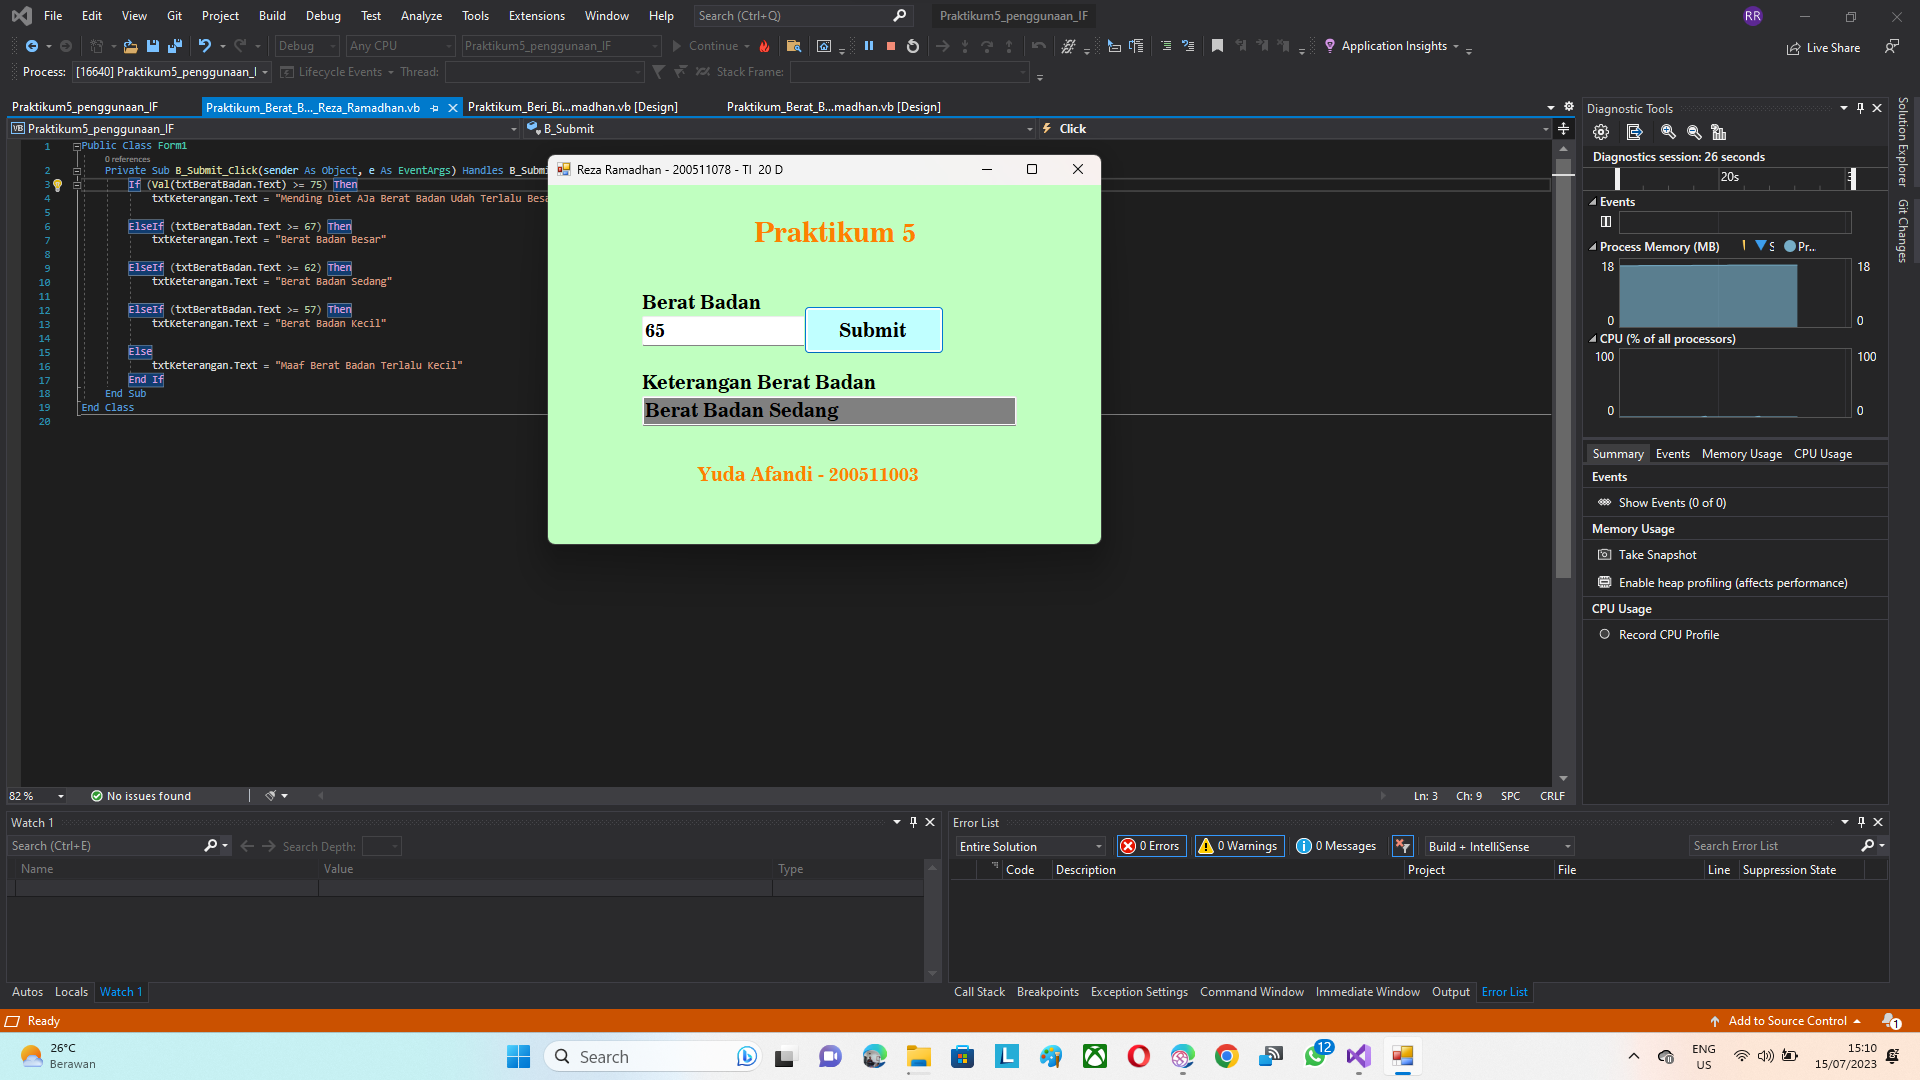 File Edit View Git Project Build Debug Test Analyze Tools Extensions Window Help Search (Ctrl+Q) Praktikum5_penggunaan_IF RR
Debug Any CPU Praktikum5_penggunaan_IF Continue Application Insights Live Share
Process: [16640] Praktikum5_penggunaan_I Lifecycle Events Thread: Stack Frame:
Praktikum5_penggunaan_IF Praktikum_Berat_B..._Reza_Ramadhan.vb Praktikum_Beri_Bi...madhan.vb [Design] Praktikum_Berat_B...madhan.vb [Design]
VB Praktikum5_penggunaan_IF B_Submit Click
1 Public Class Form1
0 references
2 Private Sub B_Submit_Click(sender As Object, e As EventArgs) Handles B_Submi
3 If (Val(txtBeratBadan.Text) >= 75) Then
4 txtKeterangan.Text = "Mending Diet AJa Berat Badan Udah Terlalu Besa
5
6 ElseIf (txtBeratBadan.Text >= 67) Then
7 txtKeterangan.Text = "Berat Badan Besar"
8
9 ElseIf (txtBeratBadan.Text >= 62) Then
10 txtKeterangan.Text = "Berat Badan Sedang"
11
12 ElseIf (txtBeratBadan.Text >= 57) Then
13 txtKeterangan.Text = "Berat Badan Kecil"
14
15 Else
16 txtKeterangan.Text = "Maaf Berat Badan Terlalu Kecil"
17 End If
18 End Sub
19 End Class
20
Reza Ramadhan - 200511078 - TI 20 D
Praktikum 5
Berat Badan
65 Submit
Keterangan Berat Badan
Berat Badan Sedang
Yuda Afandi - 200511003
Diagnostic Tools
Diagnostics session: 26 seconds
20s
Events
Process Memory (MB) S Pr...
18 18
0 0
CPU (% of all processors)
100 100
0 0
Summary Events Memory Usage CPU Usage
Events
Show Events (0 of 0)
Memory Usage
Take Snapshot
Enable heap profiling (affects performance)
CPU Usage
Record CPU Profile
Solution Explorer
Git Changes
82 % No issues found Ln: 3 Ch: 9 SPC CRLF
Watch 1
Search (Ctrl+E) Search Depth:
Name Value Type
Autos Locals Watch 1
Error List
Entire Solution 0 Errors 0 Warnings 0 Messages Build + IntelliSense Search Error List
Code Description Project File Line Suppression State
Call Stack Breakpoints Exception Settings Command Window Immediate Window Output Error List
Ready Add to Source Control 1
26°C
Berawan
Search
L
12
ENG
US
15:10
15/07/2023